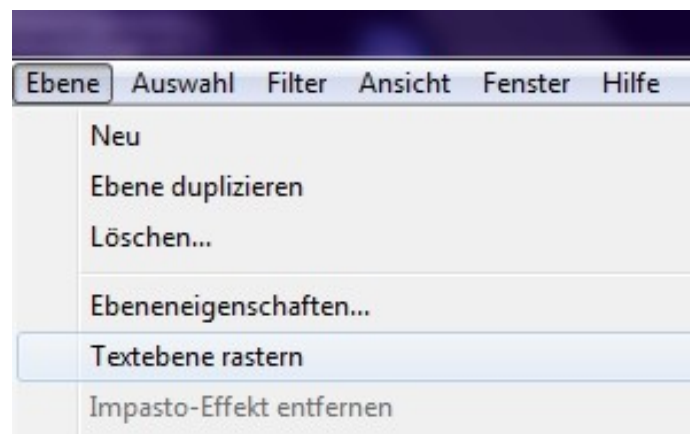 Ebene Auswahl Filter Ansicht Fenster Hilfe
Neu
Ebene duplizieren
Löschen...
Ebeneneigenschaften...
Textebene rastern
Impasto-Effekt entfernen